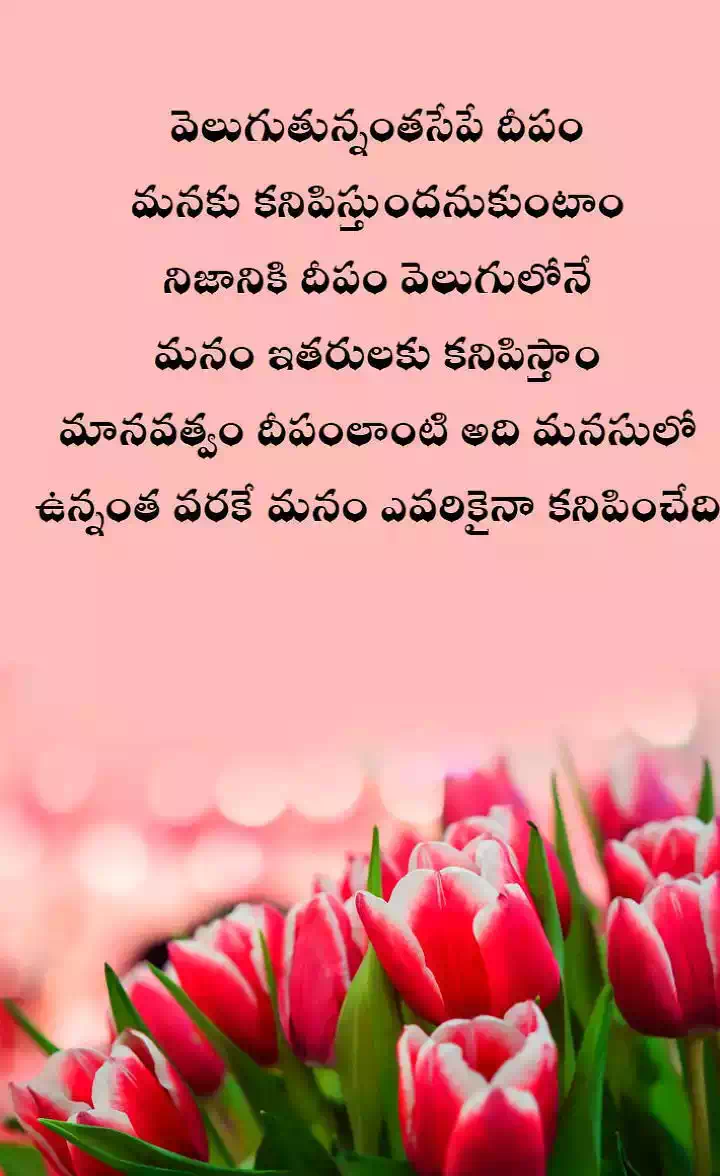 వెలుగుతున్నంతసేపే దీపం
మనకు కనిపిస్తుందనుకుంటాం
నిజానికి దీపం వెలుగులోనే
మనం ఇతరులకు కనిపిస్తాం
మానవత్వం దీపంలాంటి అది మనసులో
ఉన్నంత వరకే మనం ఎవరికైనా కనిపించేది